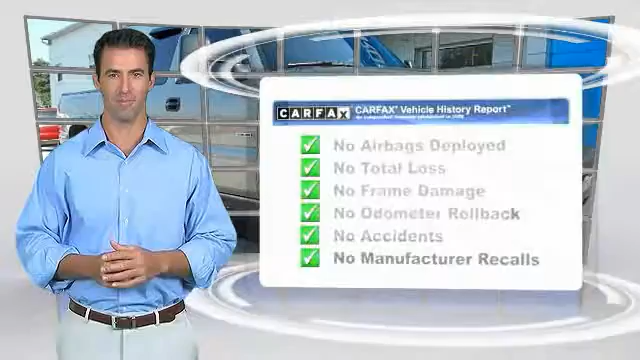 CARFAX CARFAX® Vehicle History Report™
No Airbags Deployed
No Total Loss
No Frame Damage
No Odometer Rollback
No Accidents
No Manufacturer Recalls